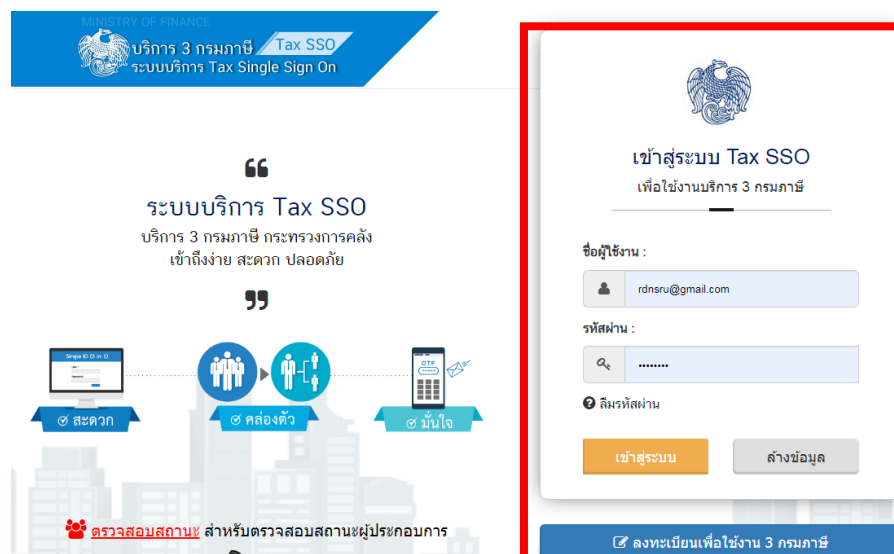 MINISTRY OF FINANCE
บริการ 3 กรมภาษี Tax SSO
ระบบบริการ Tax Single Sign On
ระบบบริการ Tax SSO
บริการ 3 กรมภาษี กระทรวงการคลัง
เข้าถึงง่าย สะดวก ปลอดภัย
Single ID (3 in 1)
OTP
สะดวก
คล่องตัว
มั่นใจ
ตรวจสอบสถานะ สำหรับตรวจสอบสถานะผู้ประกอบการ
เข้าสู่ระบบ Tax SSO
เพื่อใช้งานบริการ 3 กรมภาษี
ชื่อผู้ใช้งาน :
rdnsru@gmail.com
รหัสผ่าน :
••••••••
ลืมรหัสผ่าน
เข้าสู่ระบบ
ล้างข้อมูล
ลงทะเบียนเพื่อใช้งาน 3 กรมภาษี